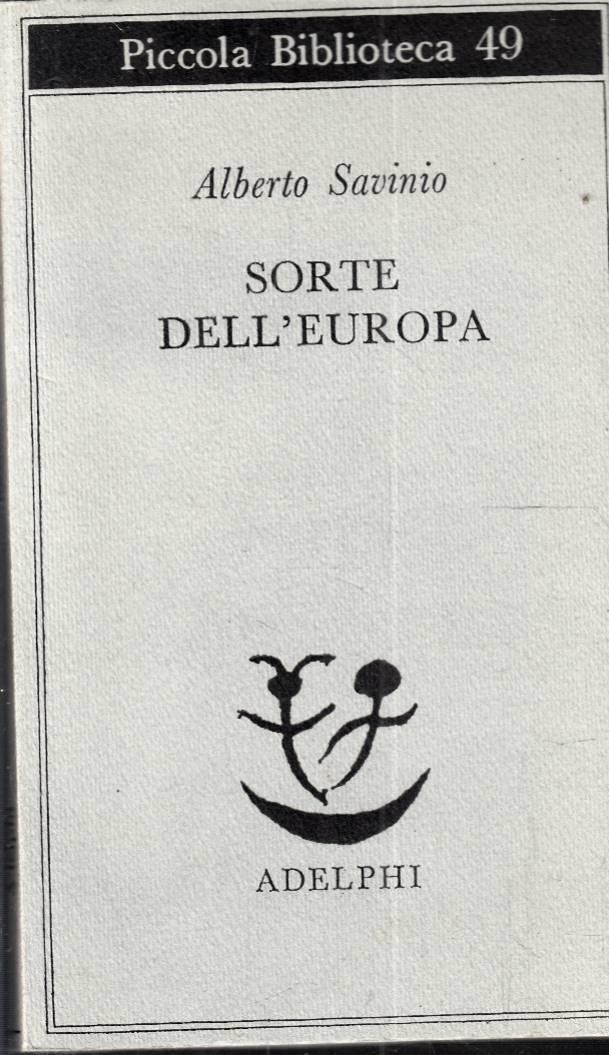 Piccola Biblioteca 49
Alberto Savinio
SORTE
DELL’EUROPA
ADELPHI